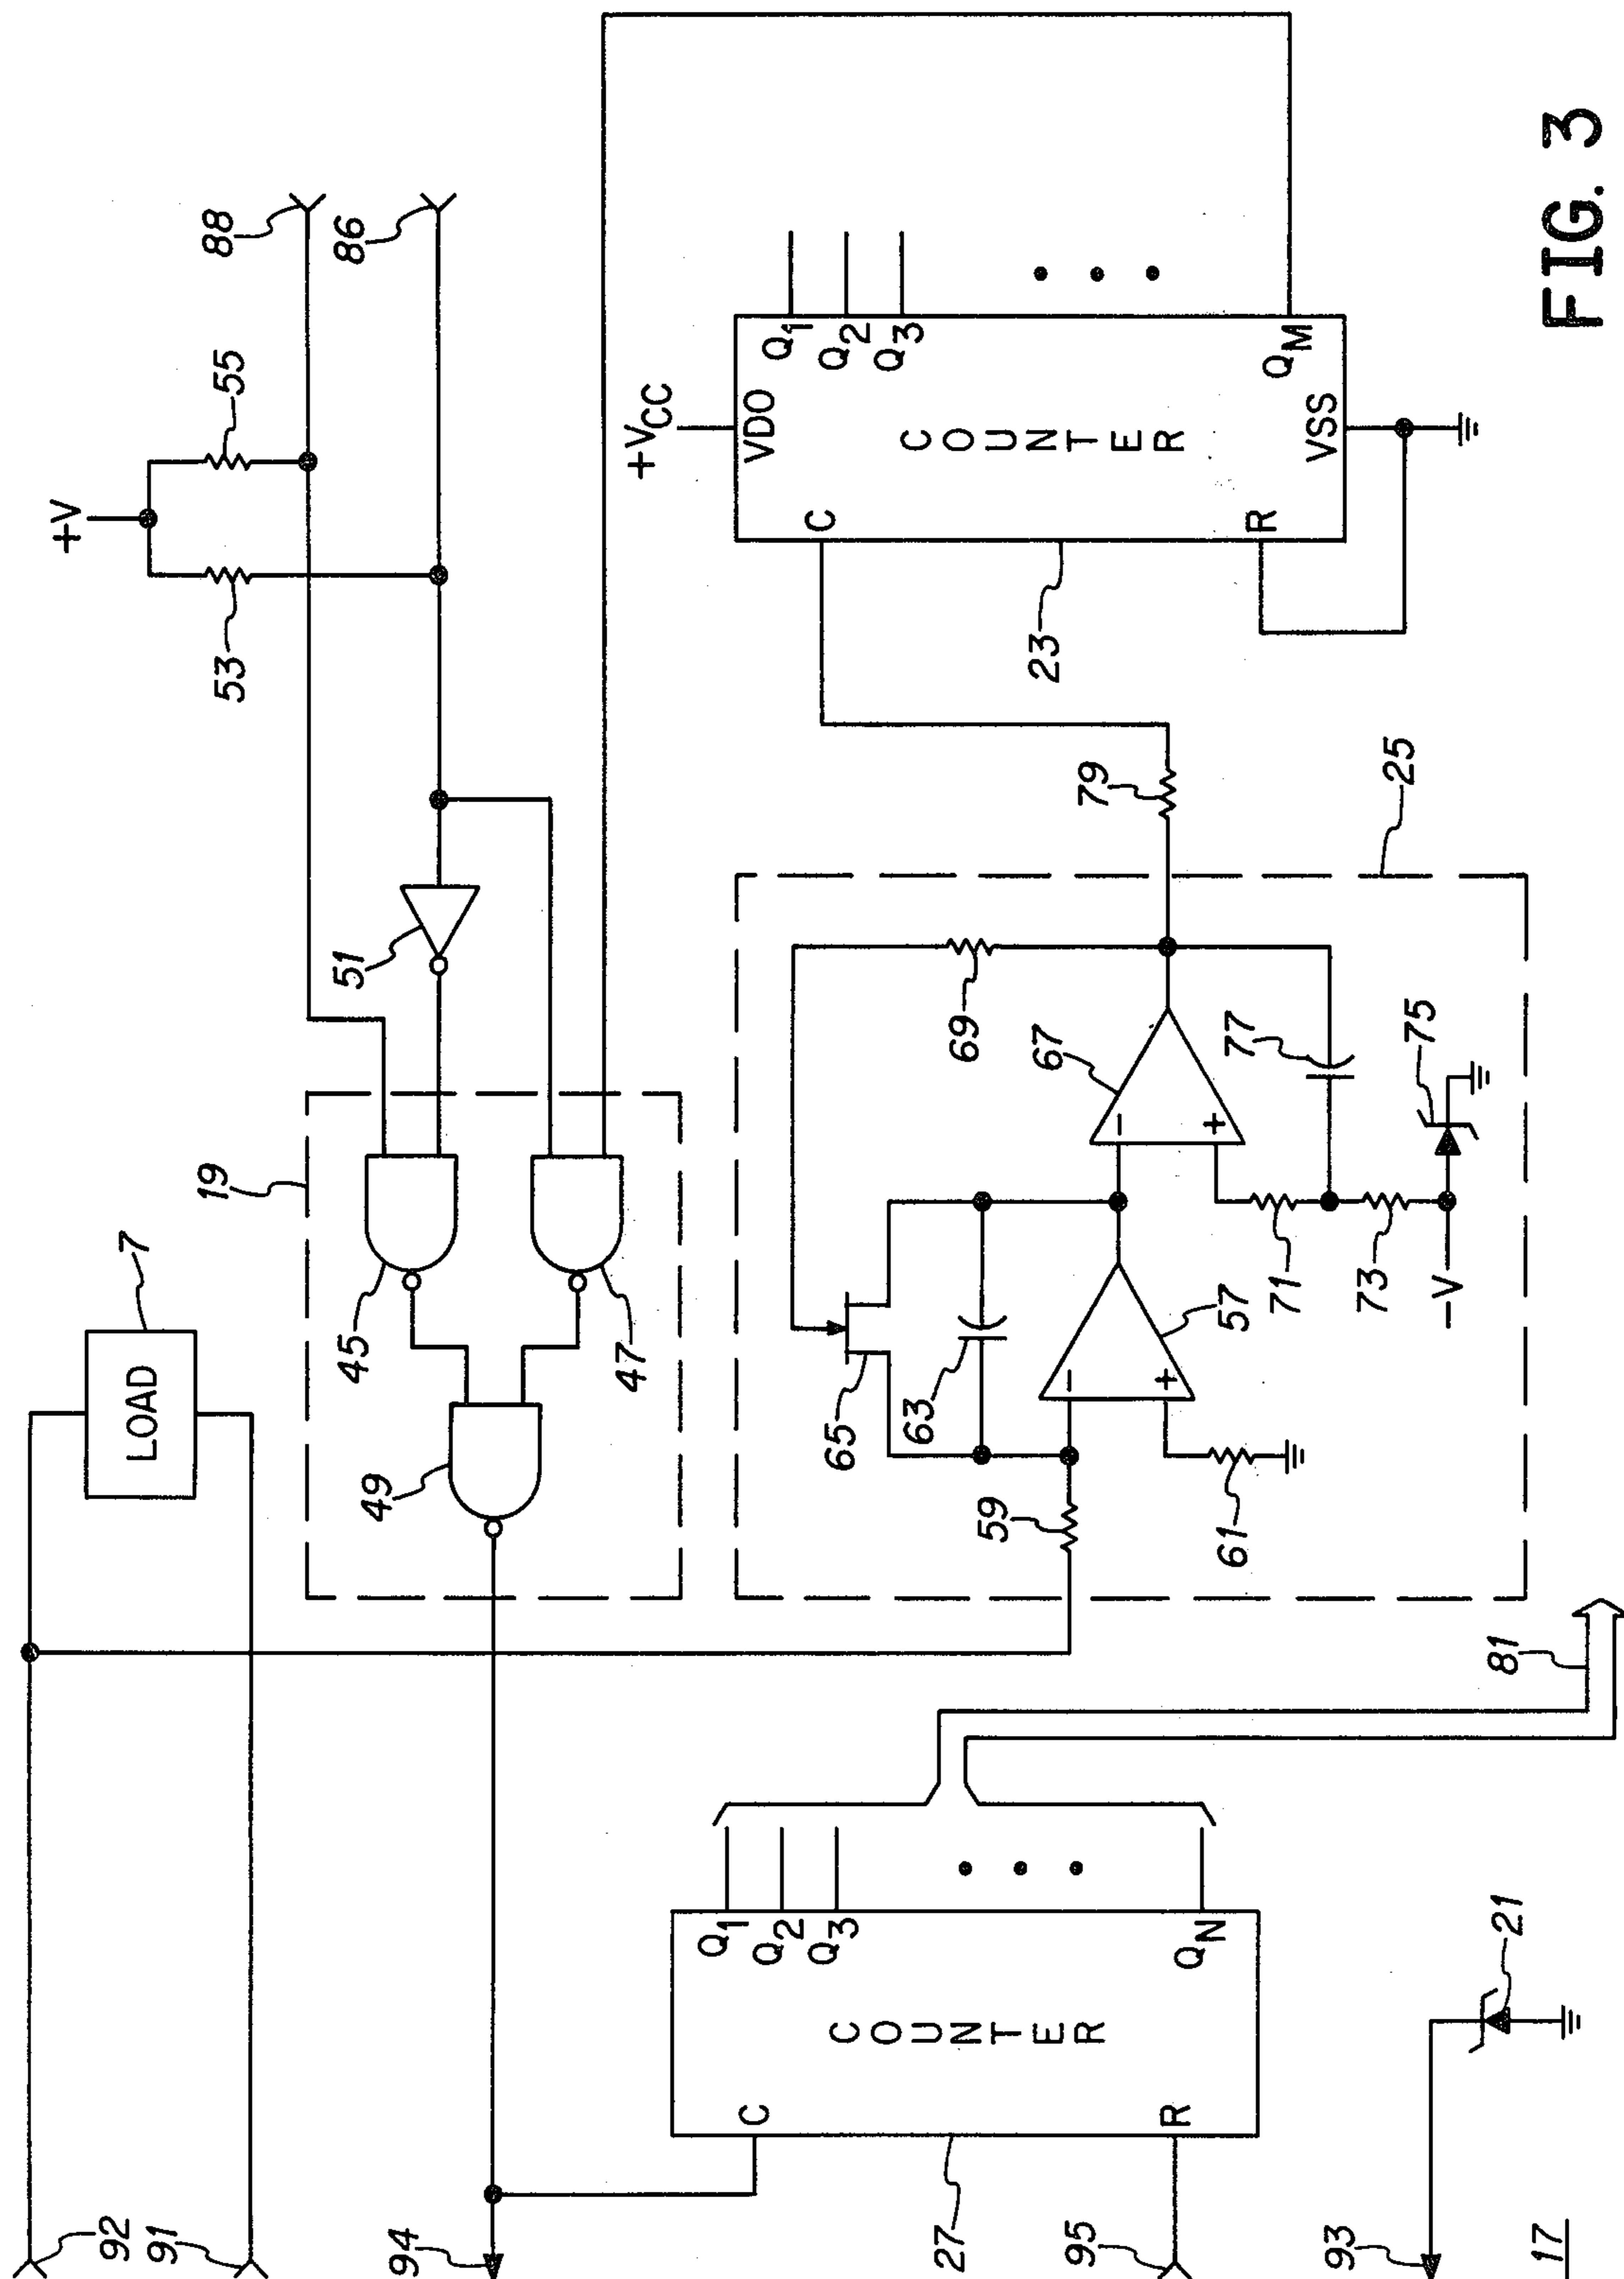 +V
53
55
88
86
51
19
7
LOAD
45
47
49
92
91
94
+VCC
VDO
C
Q1
Q2
Q3
COUNTER
R
VSS
QM
23
79
25
65
63
69
67
77
75
59
57
61
71
73
-V
-
+
-
+
81
Q1
Q2
Q3
QN
C
R
COUNTER
27
95
93
21
17
FIG. 3